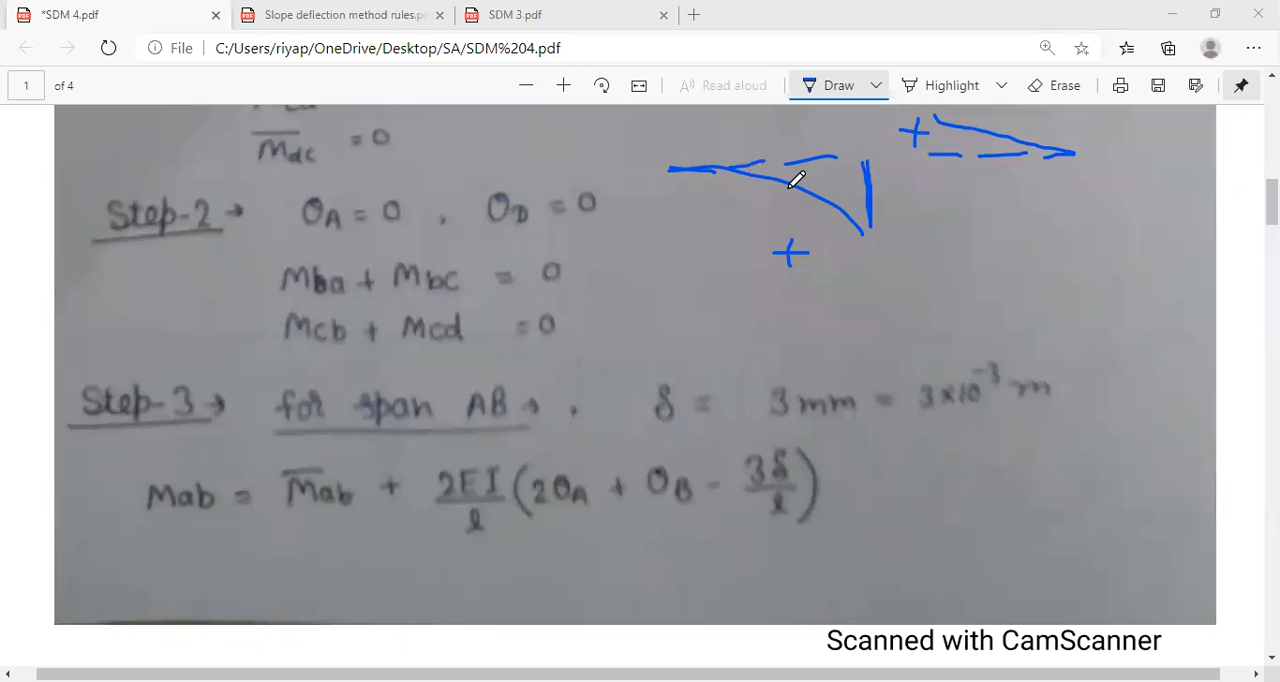 *SDM 4.pdf
Slope deflection method rules.p
SDM 3.pdf
File
C:/Users/riyap/OneDrive/Desktop/SA/SDM%204.pdf
1 of 4
Read aloud
Draw
Highlight
Erase
M̅dc = 0
+
Step-2 → θA = 0 , θD = 0
+
Mba + Mbc = 0
Mcb + Mcd = 0
Step-3 → for span AB → , δ = 3 mm = 3×10⁻³ m
Mab = M̅ab + 2EI/l (2θA + θB - 3δ/l)
Scanned with CamScanner